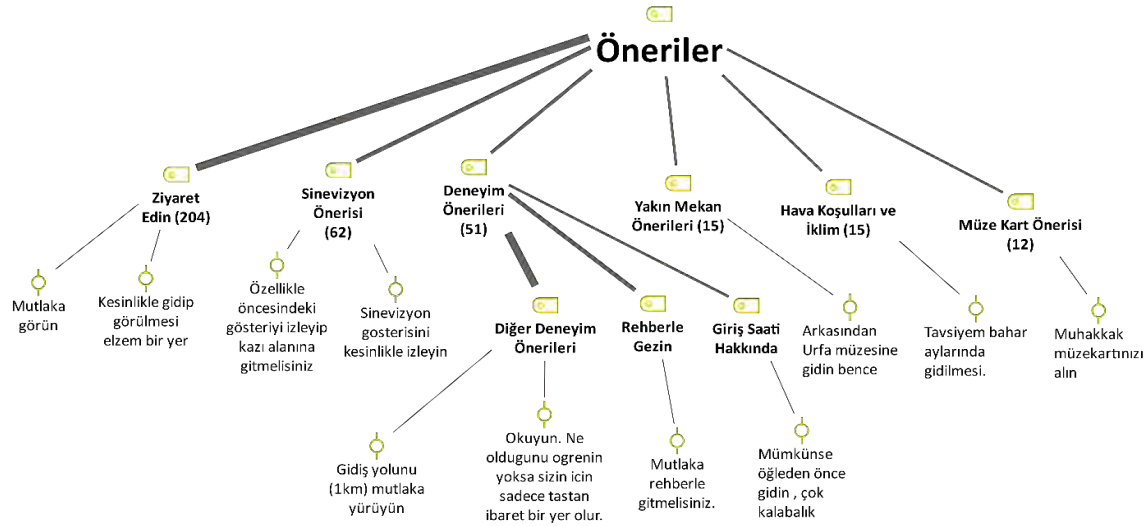 Öneriler
Ziyaret
Edin (204)
Sinevizyon
Önerisi
(62)
Deneyim
Önerileri
(51)
Yakın Mekan
Önerileri (15)
Hava Koşulları ve
İklim (15)
Müze Kart Önerisi
(12)
Mutlaka
görün
Kesinlikle gidip
görülmesi
elzem bir yer
Özellikle
öncesindeki
gösteriyi izleyip
kazı alanına
gitmelisiniz
Sinevizyon
gosterisini
kesinlikle izleyin
Diğer Deneyim
Önerileri
Rehberle
Gezin
Giriş Saati
Hakkında
Arkasından
Urfa müzesine
gidin bence
Tavsiyem bahar
aylarında
gidilmesi.
Muhakkak
müzekartınızı
alın
Gidiş yolunu
(1km) mutlaka
yürüyün
Okuyun. Ne
oldugunu ogrenin
yoksa sizin icin
sadece tastan
ibaret bir yer olur.
Mutlaka
rehberle
gitmelisiniz.
Mümkünse
öğleden önce
gidin , çok
kalabalık